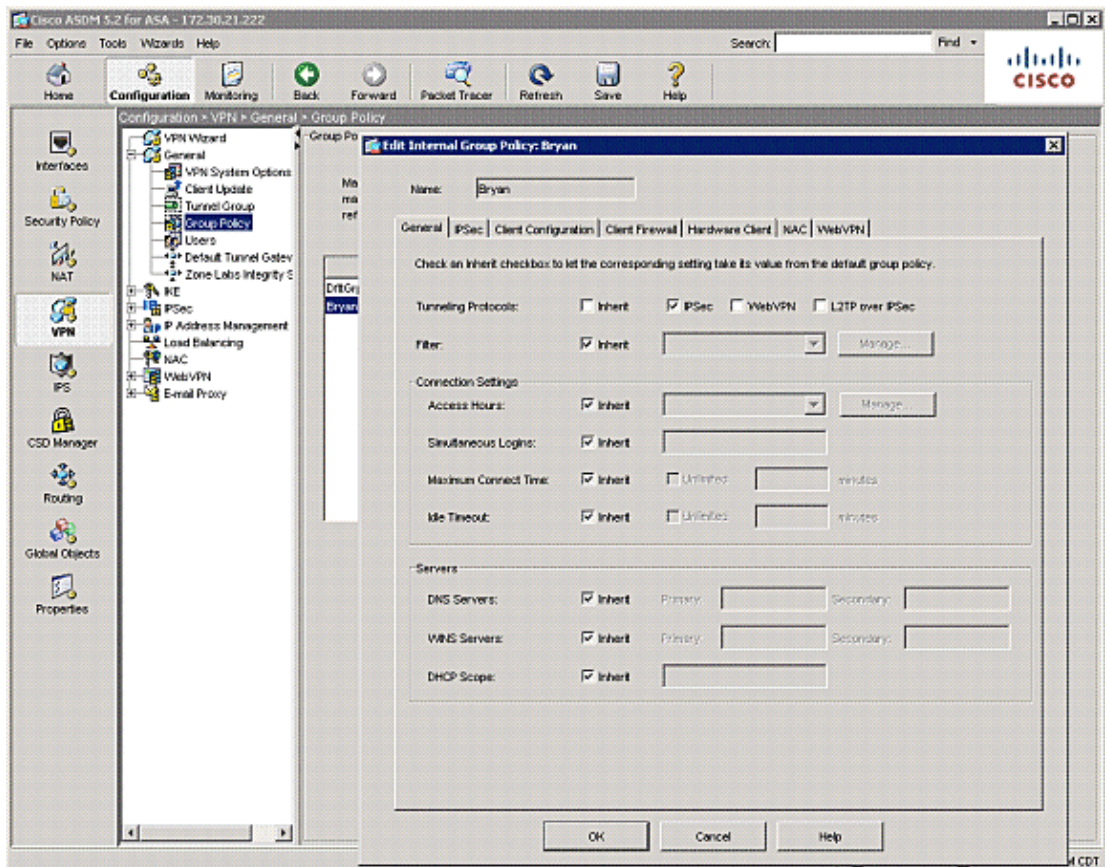 Cisco ASDM 5.2 for ASA - 172.30.21.222
File Options Tools Wizards Help
Search:
Find
Home
Configuration
Monitoring
Back
Forward
Packet Tracer
Refresh
Save
Help
CISCO
Configuration > VPN > General > Group Policy
Interfaces
Security Policy
NAT
VPN
IPS
CSD Manager
Routing
Global Objects
Properties
VPN Wizard
General
VPN System Options
Client Update
Tunnel Group
Group Policy
Users
Default Tunnel Gatev
Zone Labs Integrity S
IKE
IPSec
IP Address Management
Load Balancing
NAC
WebVPN
E-mail Proxy
Group Po
Ma
ma
ref
DfltGr
Bryan
Edit Internal Group Policy: Bryan
Name: Bryan
General IPSec Client Configuration Client Firewall Hardware Client NAC WebVPN
Check an Inherit checkbox to let the corresponding setting take its value from the default group policy.
Tunneling Protocols: Inherit IPSec WebVPN L2TP over IPSec
Filter: Inherit Manage...
Connection Settings
Access Hours: Inherit Manage...
Simultaneous Logins: Inherit
Maximum Connect Time: Inherit Unlimited minutes
Idle Timeout: Inherit Unlimited minutes
Servers
DNS Servers: Inherit Primary: Secondary:
WINS Servers: Inherit Primary: Secondary:
DHCP Scope: Inherit
OK Cancel Help
M CDT